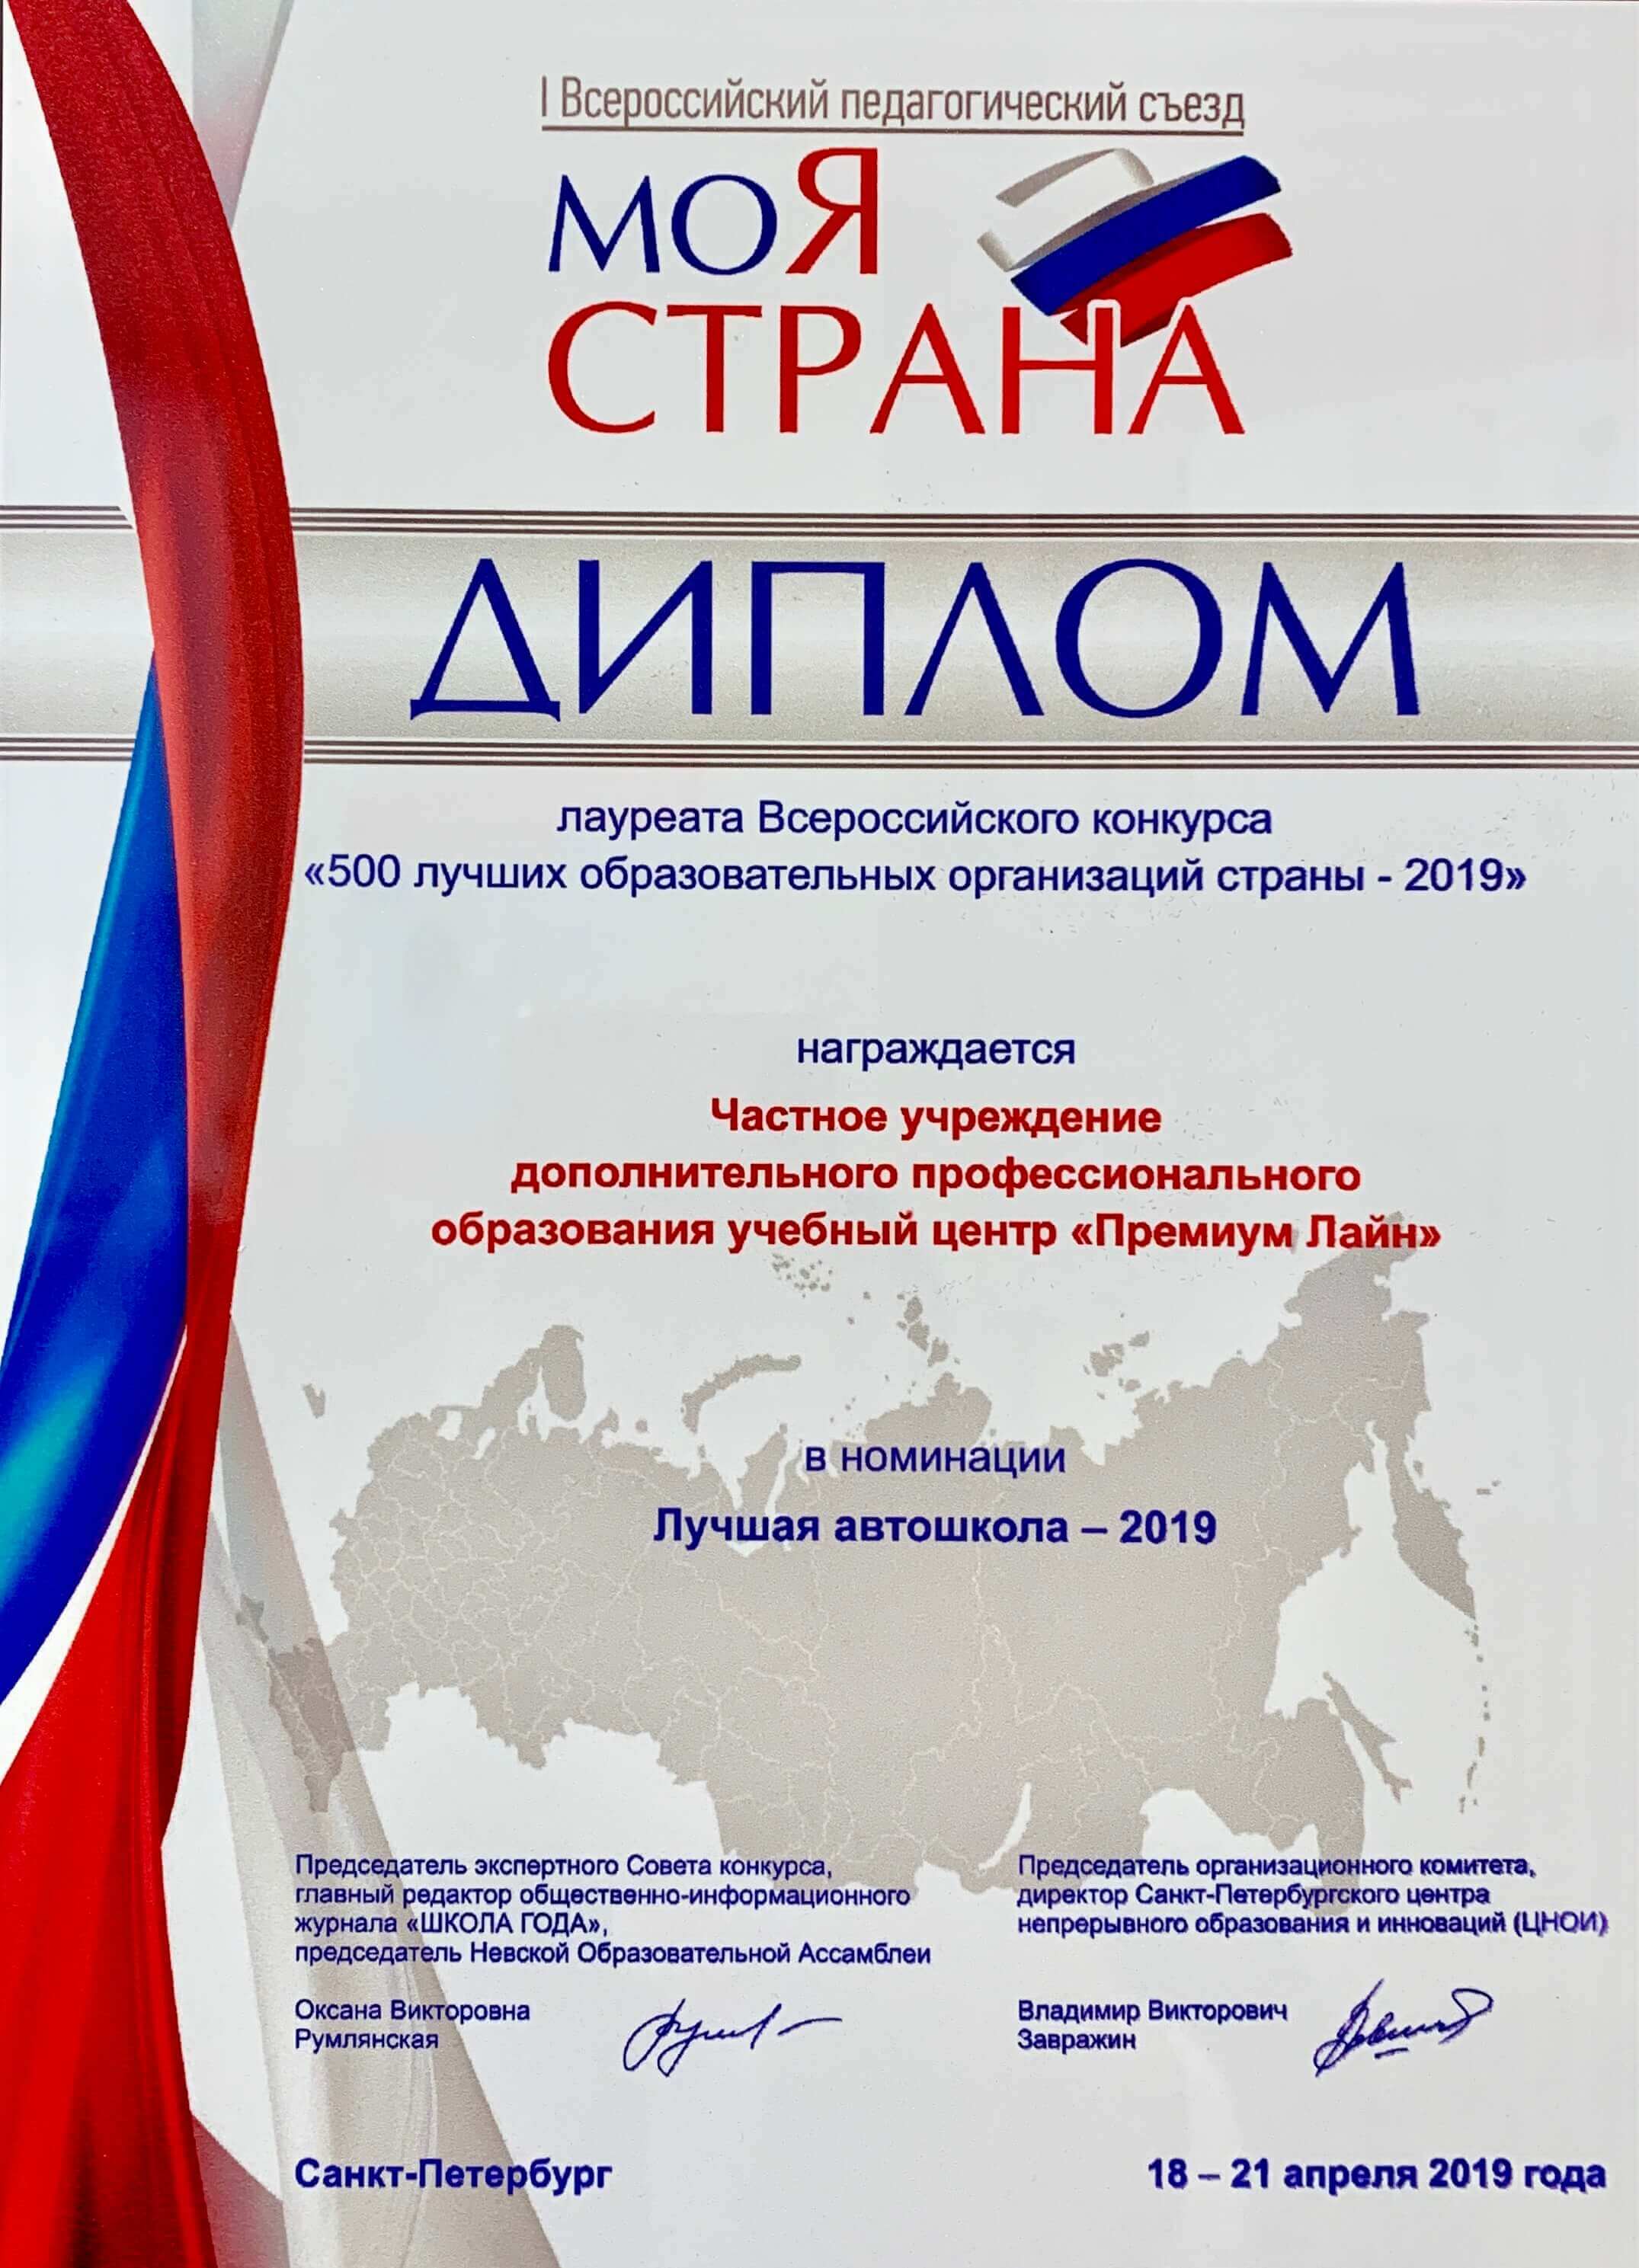 I Всероссийский педагогический съезд
МОЯ
СТРАНА
ДИПЛОМ
лауреата Всероссийского конкурса
«500 лучших образовательных организаций страны - 2019»
награждается
Частное учреждение
дополнительного профессионального
образования учебный центр «Премиум Лайн»
в номинации
Лучшая автошкола – 2019
Председатель экспертного Совета конкурса,
главный редактор общественно-информационного
журнала «ШКОЛА ГОДА»,
председатель Невской Образовательной Ассамблеи
Оксана Викторовна
Румлянская
Председатель организационного комитета,
директор Санкт-Петербургского центра
непрерывного образования и инноваций (ЦНОИ)
Владимир Викторович
Завражин
Санкт-Петербург
18 – 21 апреля 2019 года